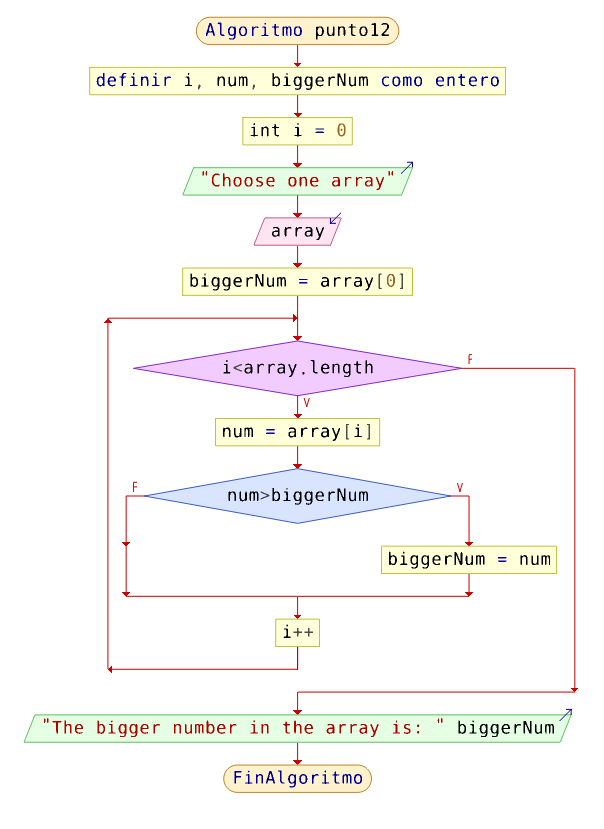 Algoritmo punto12
definir i, num, biggerNum como entero
int i = 0
"Choose one array"
array
biggerNum = array[0]
i<array.length
F
V
num = array[i]
num>biggerNum
F
V
biggerNum = num
i++
"The bigger number in the array is: " biggerNum
FinAlgoritmo